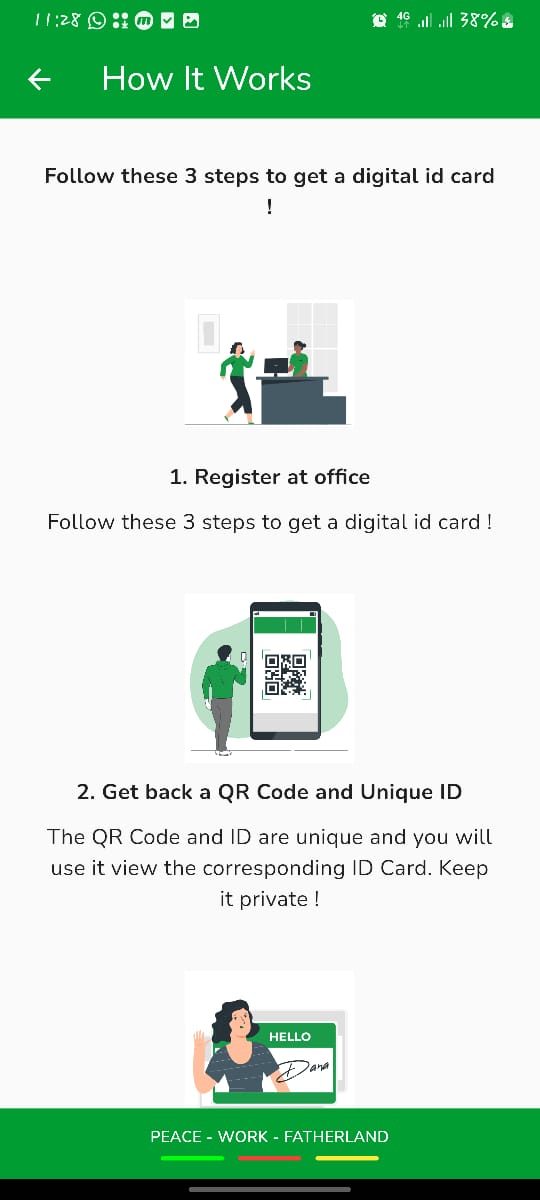 11:28
4G
38%
How It Works
Follow these 3 steps to get a digital id card
!
1. Register at office
Follow these 3 steps to get a digital id card !
2. Get back a QR Code and Unique ID
The QR Code and ID are unique and you will
use it view the corresponding ID Card. Keep
it private !
HELLO
Dana
PEACE - WORK - FATHERLAND